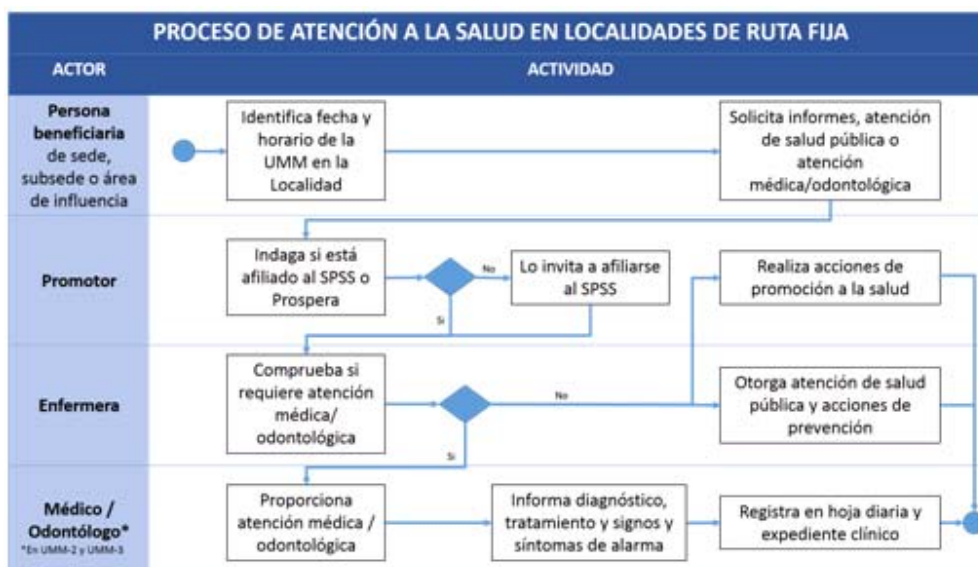 PROCESO DE ATENCIÓN A LA SALUD EN LOCALIDADES DE RUTA FIJA
ACTOR
ACTIVIDAD
Persona
beneficiaria
de sede,
subsede o área
de influencia
Identifica fecha y
horario de la
UMM en la
Localidad
Solicita informes, atención
de salud pública o
atención
médica/odontológica
Promotor
Indaga si está
afiliado al SPSS o
Prospera
No
Si
Lo invita a afiliarse
al SPSS
Realiza acciones de
promoción a la salud
Enfermera
Comprueba si
requiere atención
médica/
odontológica
No
Si
Otorga atención de salud
pública y acciones de
prevención
Médico /
Odontólogo*
*En UMM-2 y UMM-3
Proporciona
atención médica /
odontológica
Informa diagnóstico,
tratamiento y signos y
síntomas de alarma
Registra en hoja diaria y
expediente clínico